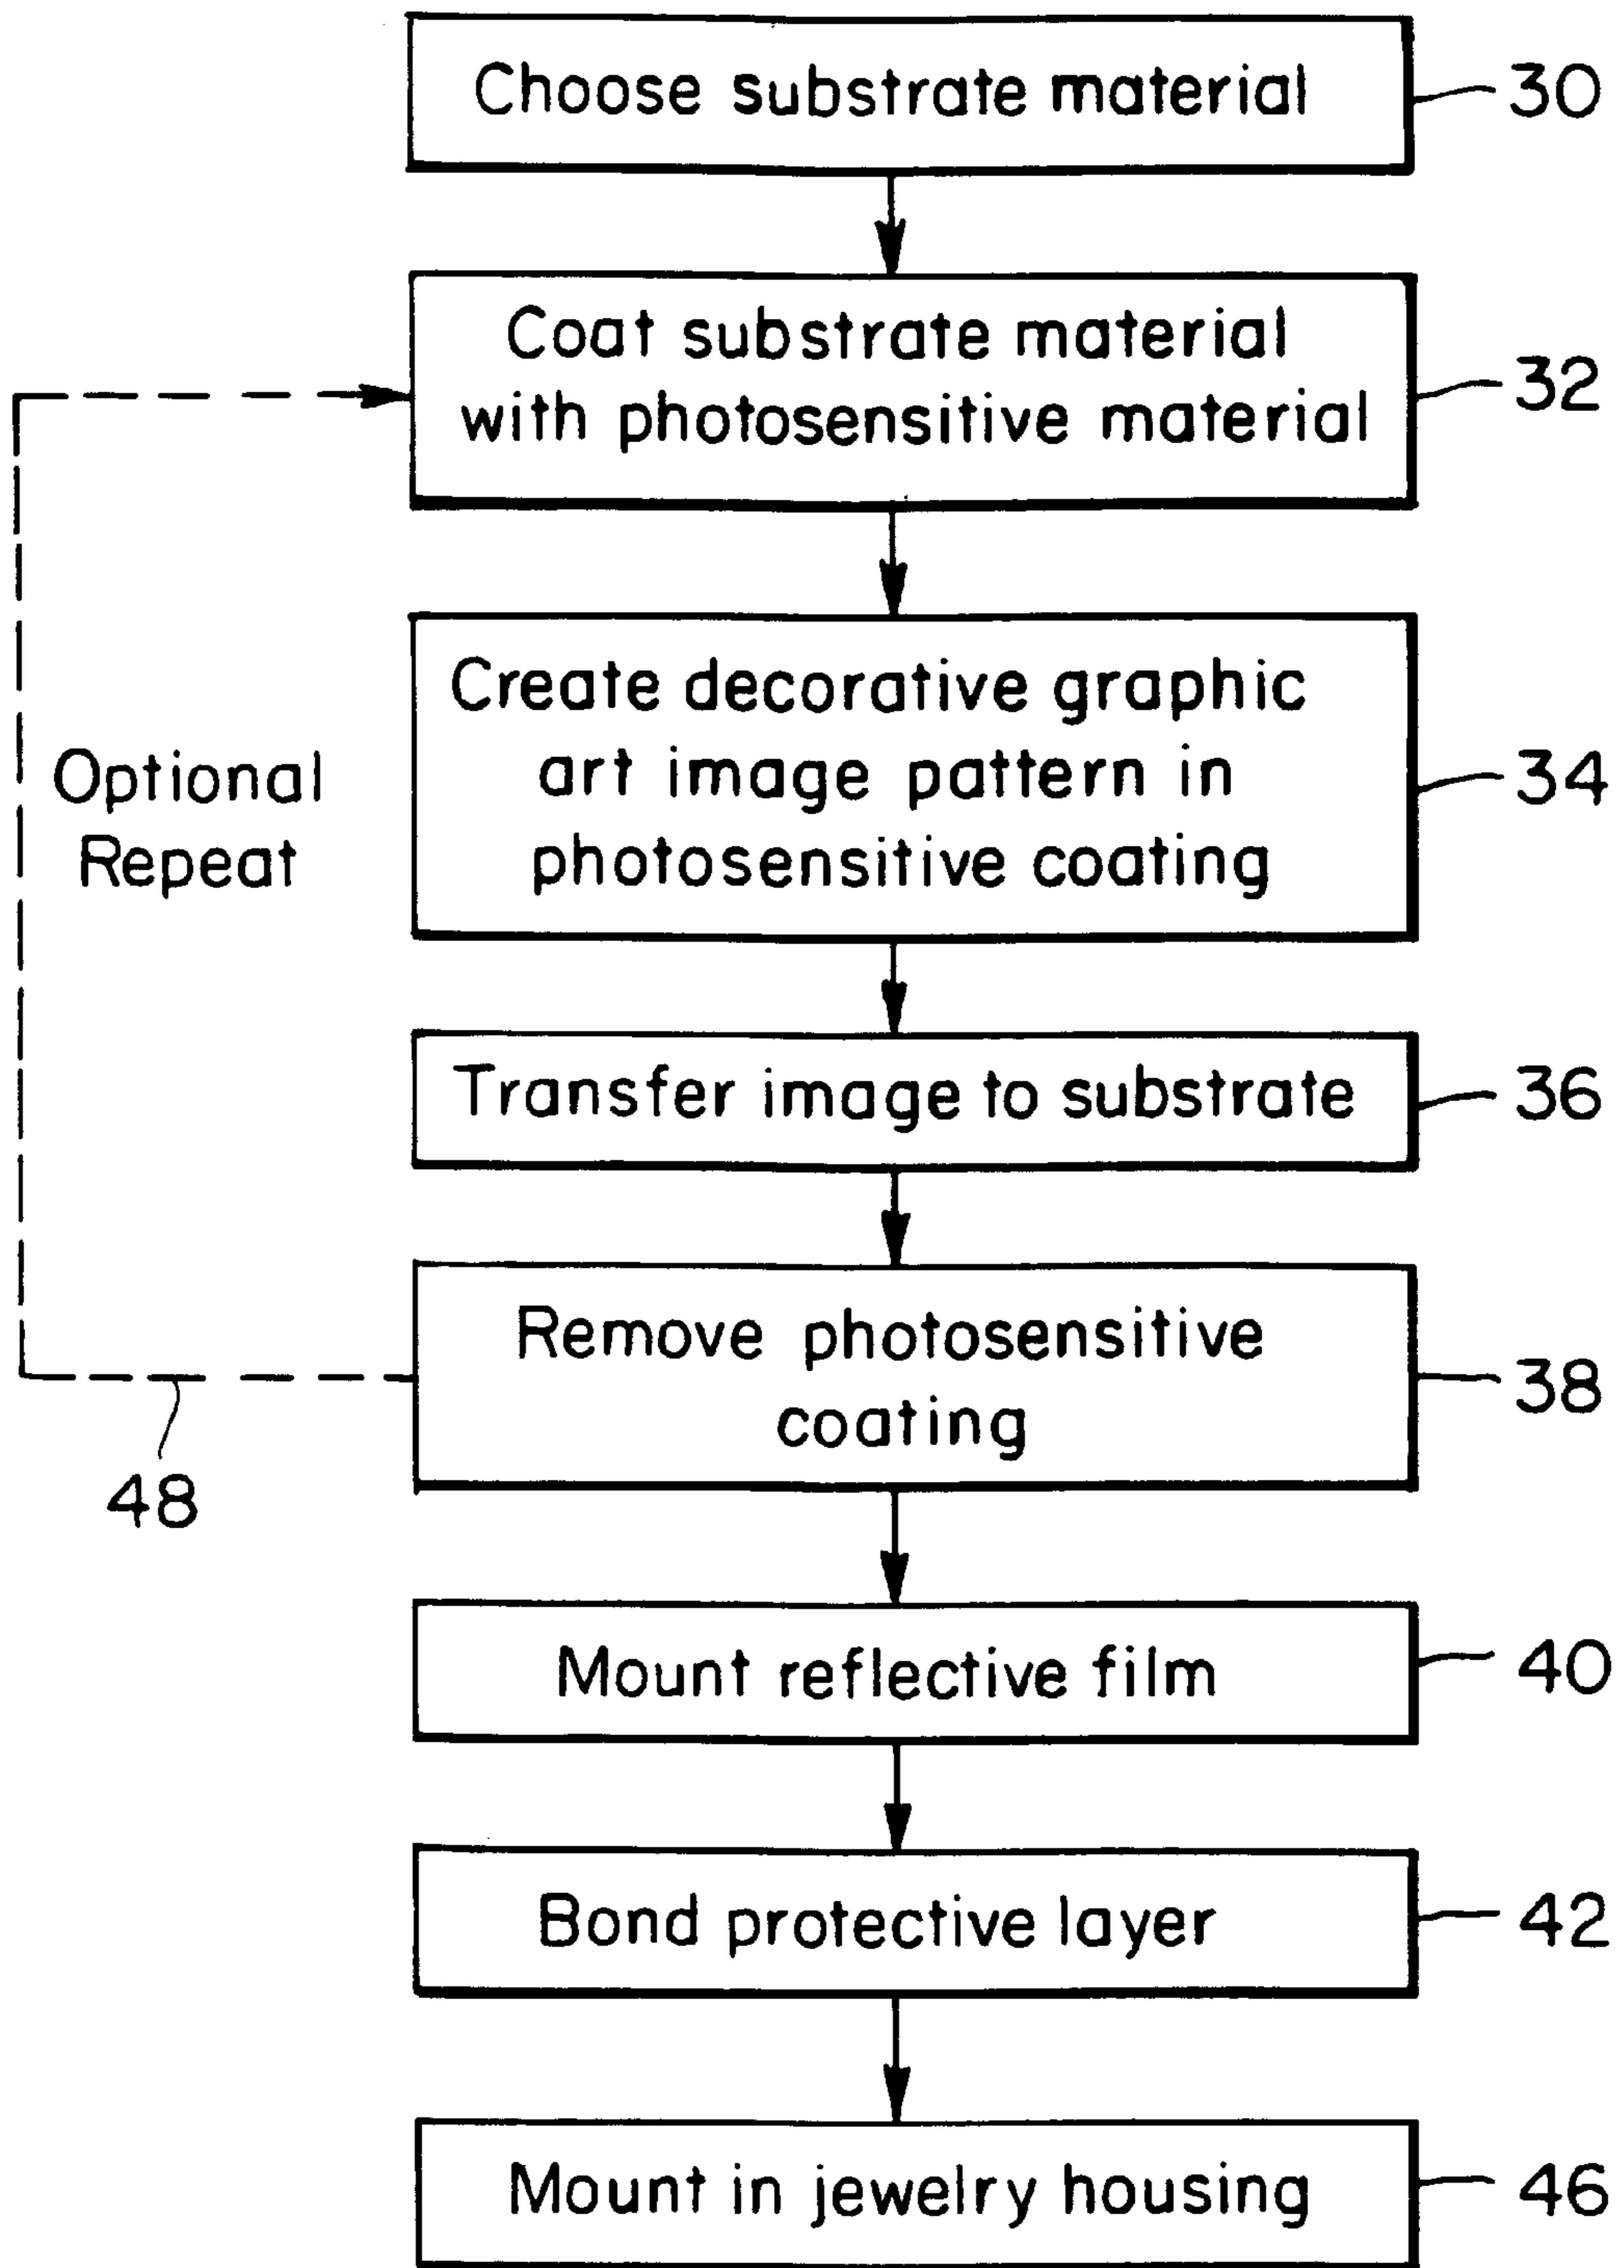 Choose substrate material
30
Coat substrate material
with photosensitive material
32
Create decorative graphic
art image pattern in
photosensitive coating
34
Optional
Repeat
Transfer image to substrate
36
Remove photosensitive
coating
38
48
Mount reflective film
40
Bond protective layer
42
Mount in jewelry housing
46